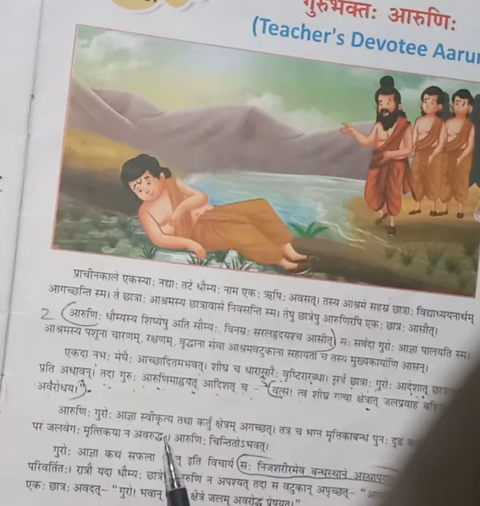 गुरुभक्तः आरुणिः
(Teacher's Devotee Aaru
प्राचीनकाले एकस्याः नद्याः तटे धौम्यः नाम एकः ऋषिः अवसत्। तस्य आश्रमे सहस्रं छात्राः विद्याध्ययनार्थम्
आगच्छन्ति स्म। ते छात्राः आश्रमस्य छात्रावासे निवसन्ति स्म। तेषु छात्रेषु आरुणिरपि एकः छात्रः आसीत्।
2 आरुणिः धौम्यस्य शिष्येषु अति सौम्यः, विनम्रः सरलहृदयश्च आसीत् सः सर्वदा गुरोः आज्ञां पालयति स्म।
आश्रमस्य पशूनां चारणम्, रक्षणम्, वृद्धानां सेवा आश्रमवटुकानां सहायता च तस्य मुख्यकार्याणि आसन्।
एकदा नभः मेघैः आच्छादितमभवत्। शीघ्रं च धारासारैः वृष्टिरारब्धा। सर्वे छात्राः गुरोः आदेशात्
प्रति अधावन्। तदा गुरुः आरुणिमाह्वयत् आदिशत् च वत्स! त्वं शीघ्रं गत्वा क्षेत्रात् जलप्रवाहं
अवरोधय।
आरुणिः गुरोः आज्ञां स्वीकृत्य तथा कर्तुं क्षेत्रम् अगच्छत्। तत्र च भग्नं मृत्तिकाबन्धं पुनः दृढं
परं जलवेगः मृत्तिकया न अवरुद्धः। आरुणिः चिन्तितोऽभवत्।
गुरोः आज्ञा कथं सफला इति विचार्य सः निजशरीरमेव बन्धस्थाने
परिवर्तितः। रात्रौ यदा धौम्यः छात्रः न अपश्यत् तदा स वटुकान् अपृच्छत्–
एकः छात्रः अवदत्– "गुरो! भवान् क्षेत्रे जलम् अवरोद्धुं प्रेषयत्।"